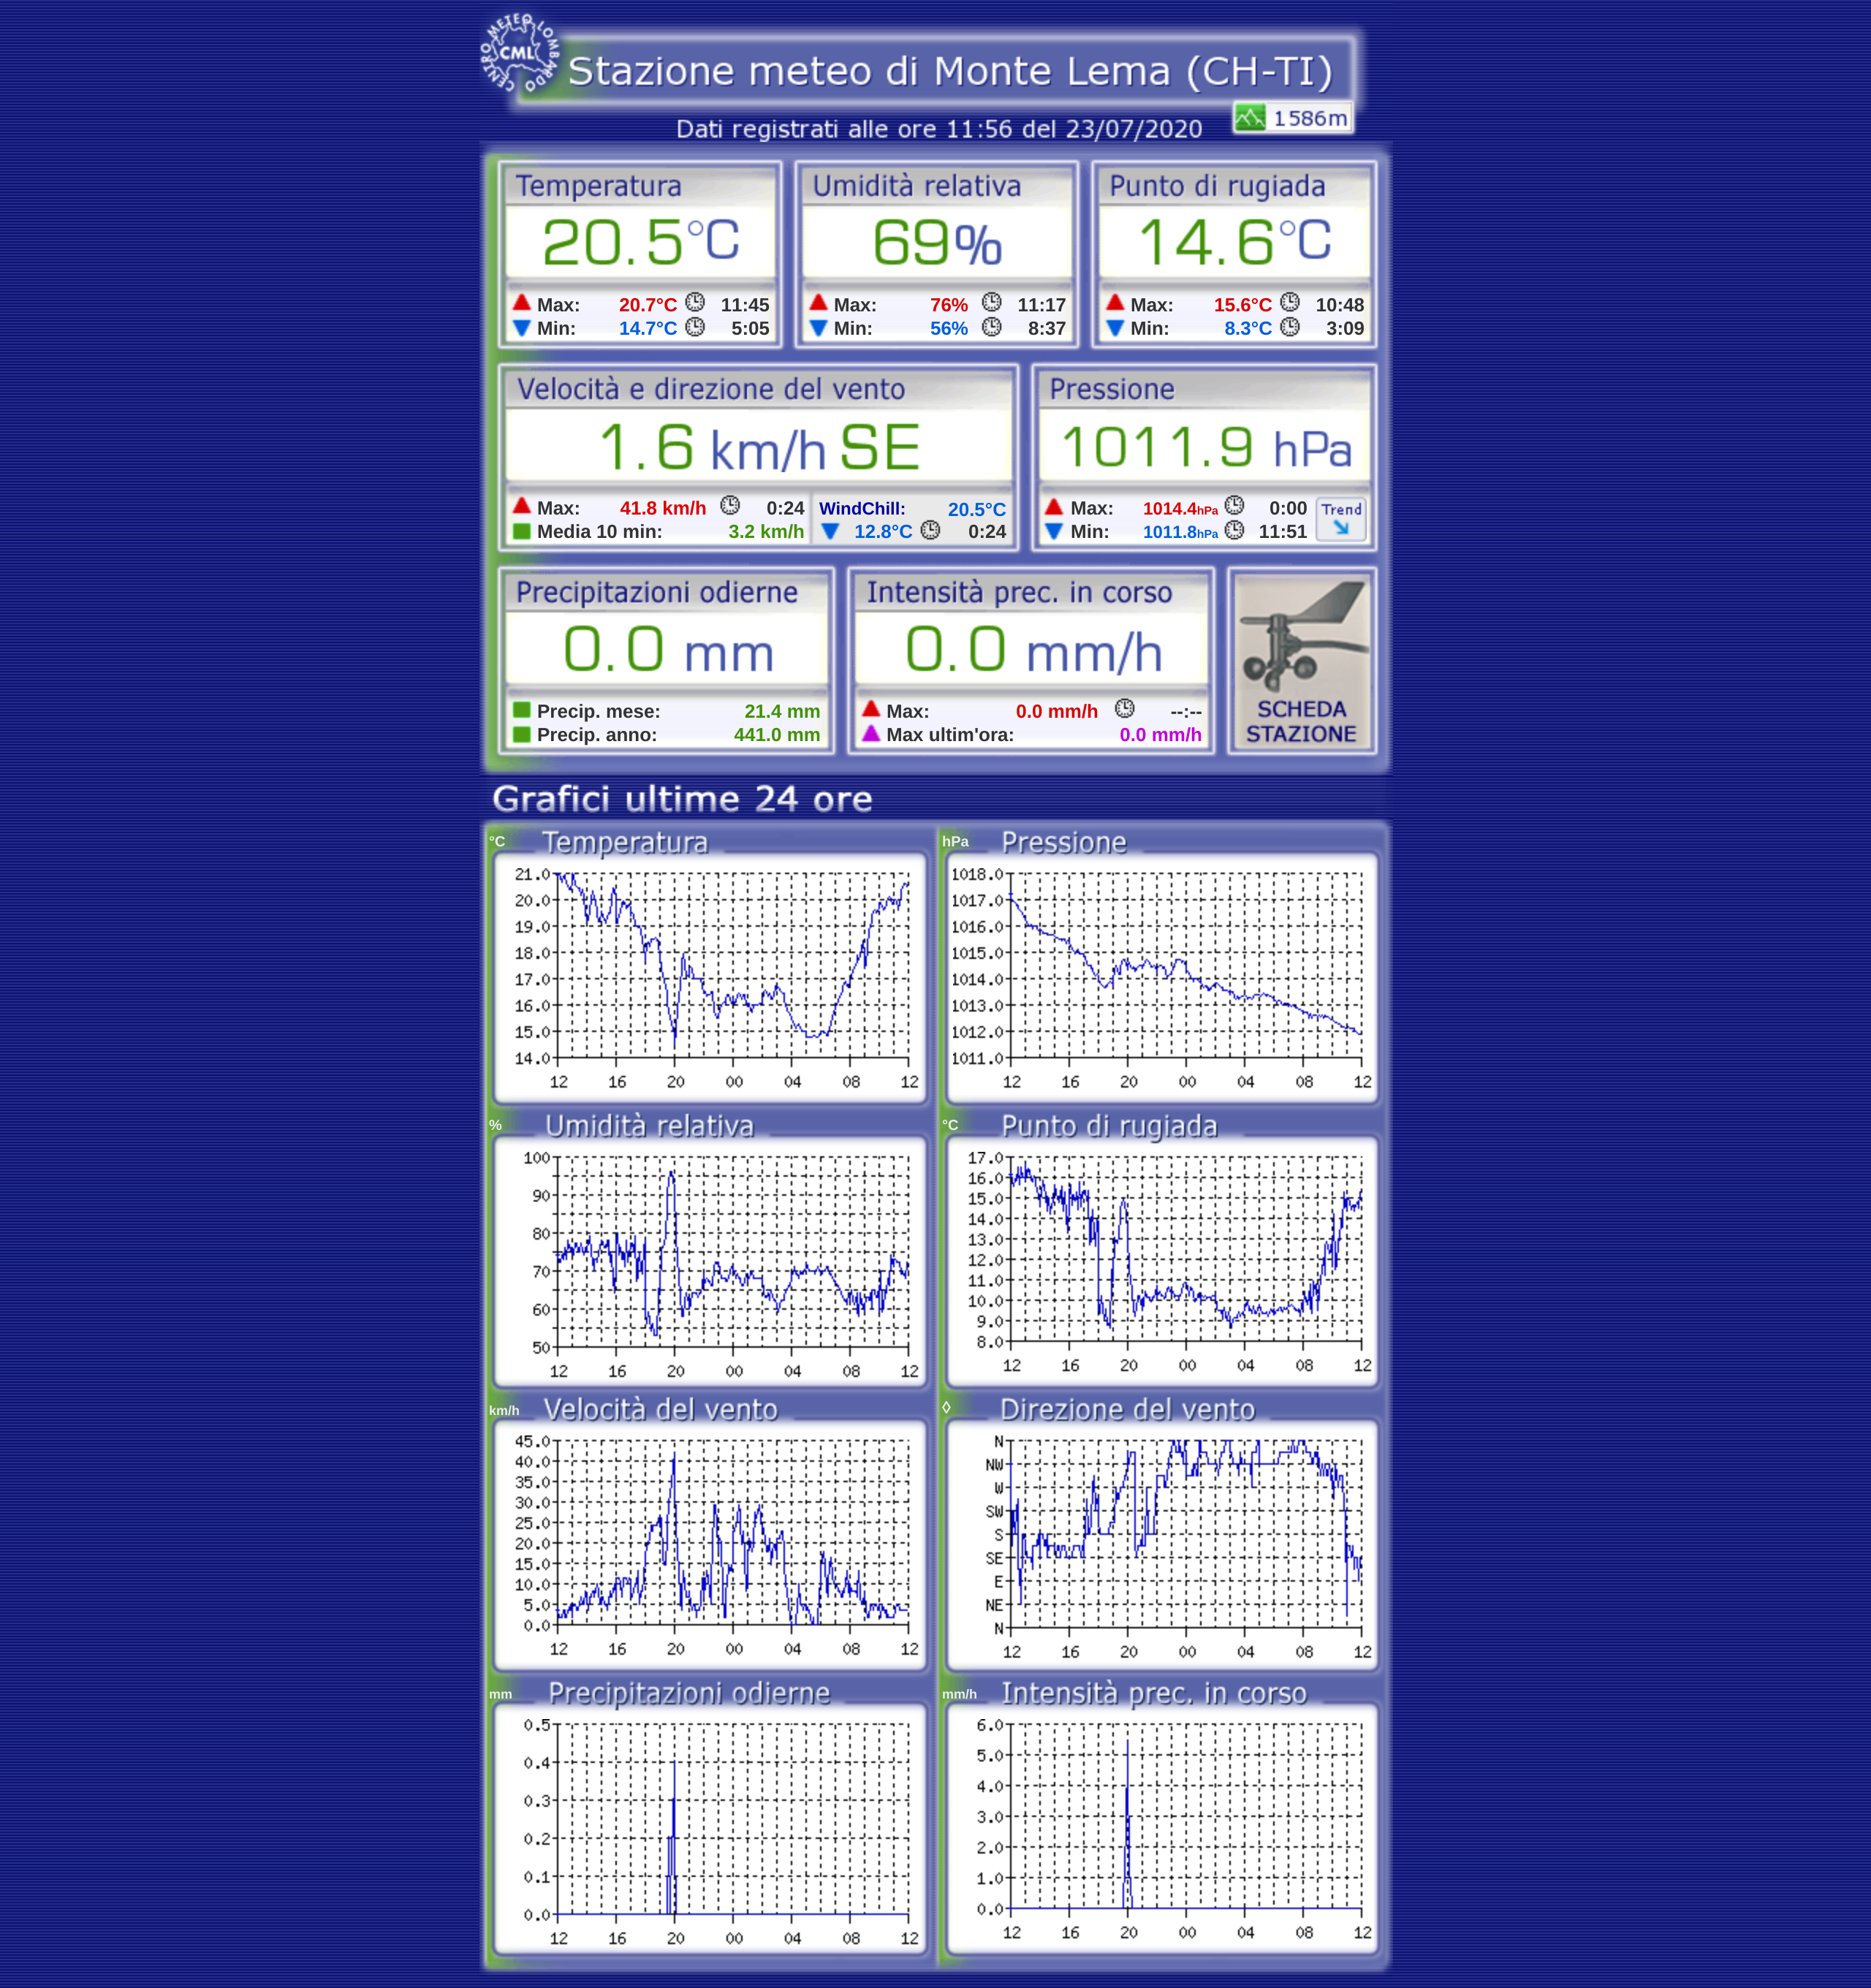 CENTRO METEO LOMBARDO
CML
Stazione meteo di Monte Lema (CH-TI)
1586m
Dati registrati alle ore 11:56 del 23/07/2020
Temperatura Umidità relativa Punto di rugiada
20.5°C 69% 14.6°C
Max: 20.7°C 11:45 Max: 76% 11:17 Max: 15.6°C 10:48
Min: 14.7°C 5:05 Min: 56% 8:37 Min: 8.3°C 3:09
Velocità e direzione del vento Pressione
1.6 km/h SE 1011.9 hPa
Max: 41.8 km/h 0:24 WindChill: 20.5°C Max: 1014.4hPa 0:00 Trend
Media 10 min: 3.2 km/h 12.8°C 0:24 Min: 1011.8hPa 11:51
Precipitazioni odierne Intensità prec. in corso
0.0 mm 0.0 mm/h
Precip. mese: 21.4 mm Max: 0.0 mm/h --:-- SCHEDA
Precip. anno: 441.0 mm Max ultim'ora: 0.0 mm/h STAZIONE
Grafici ultime 24 ore
°C Temperatura
21.0
20.0
19.0
18.0
17.0
16.0
15.0
14.0
12 16 20 00 04 08 12
hPa Pressione
1018.0
1017.0
1016.0
1015.0
1014.0
1013.0
1012.0
1011.0
12 16 20 00 04 08 12
% Umidità relativa
100
90
80
70
60
50
12 16 20 00 04 08 12
°C Punto di rugiada
17.0
16.0
15.0
14.0
13.0
12.0
11.0
10.0
9.0
8.0
12 16 20 00 04 08 12
km/h Velocità del vento
45.0
40.0
35.0
30.0
25.0
20.0
15.0
10.0
5.0
0.0
12 16 20 00 04 08 12
◊ Direzione del vento
N
NW
W
SW
S
SE
E
NE
N
12 16 20 00 04 08 12
mm Precipitazioni odierne
0.5
0.4
0.3
0.2
0.1
0.0
12 16 20 00 04 08 12
mm/h Intensità prec. in corso
6.0
5.0
4.0
3.0
2.0
1.0
0.0
12 16 20 00 04 08 12